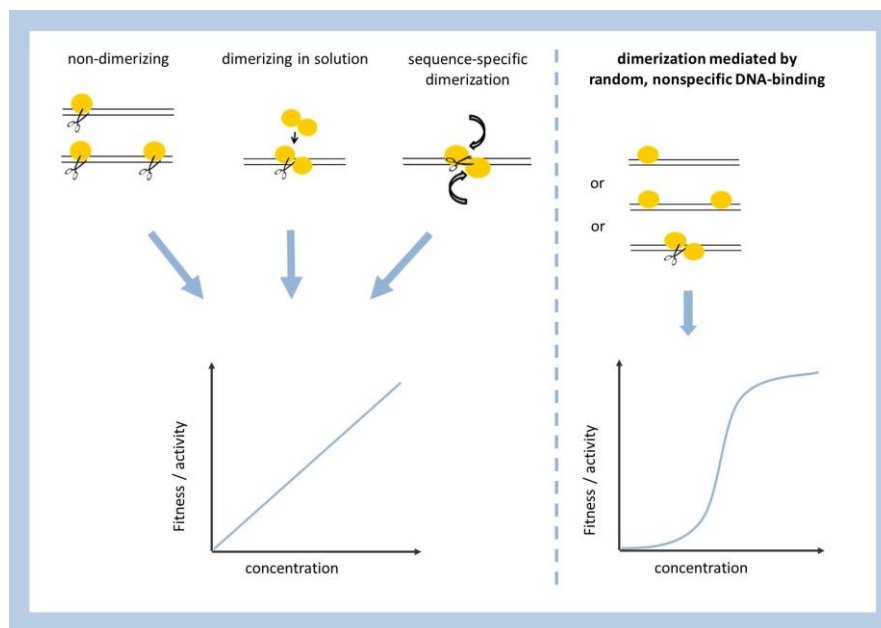 non-dimerizing
dimerizing in solution
sequence-specific
dimerization
dimerization mediated by
random, nonspecific DNA-binding
or
or
Fitness / activity
concentration
Fitness / activity
concentration